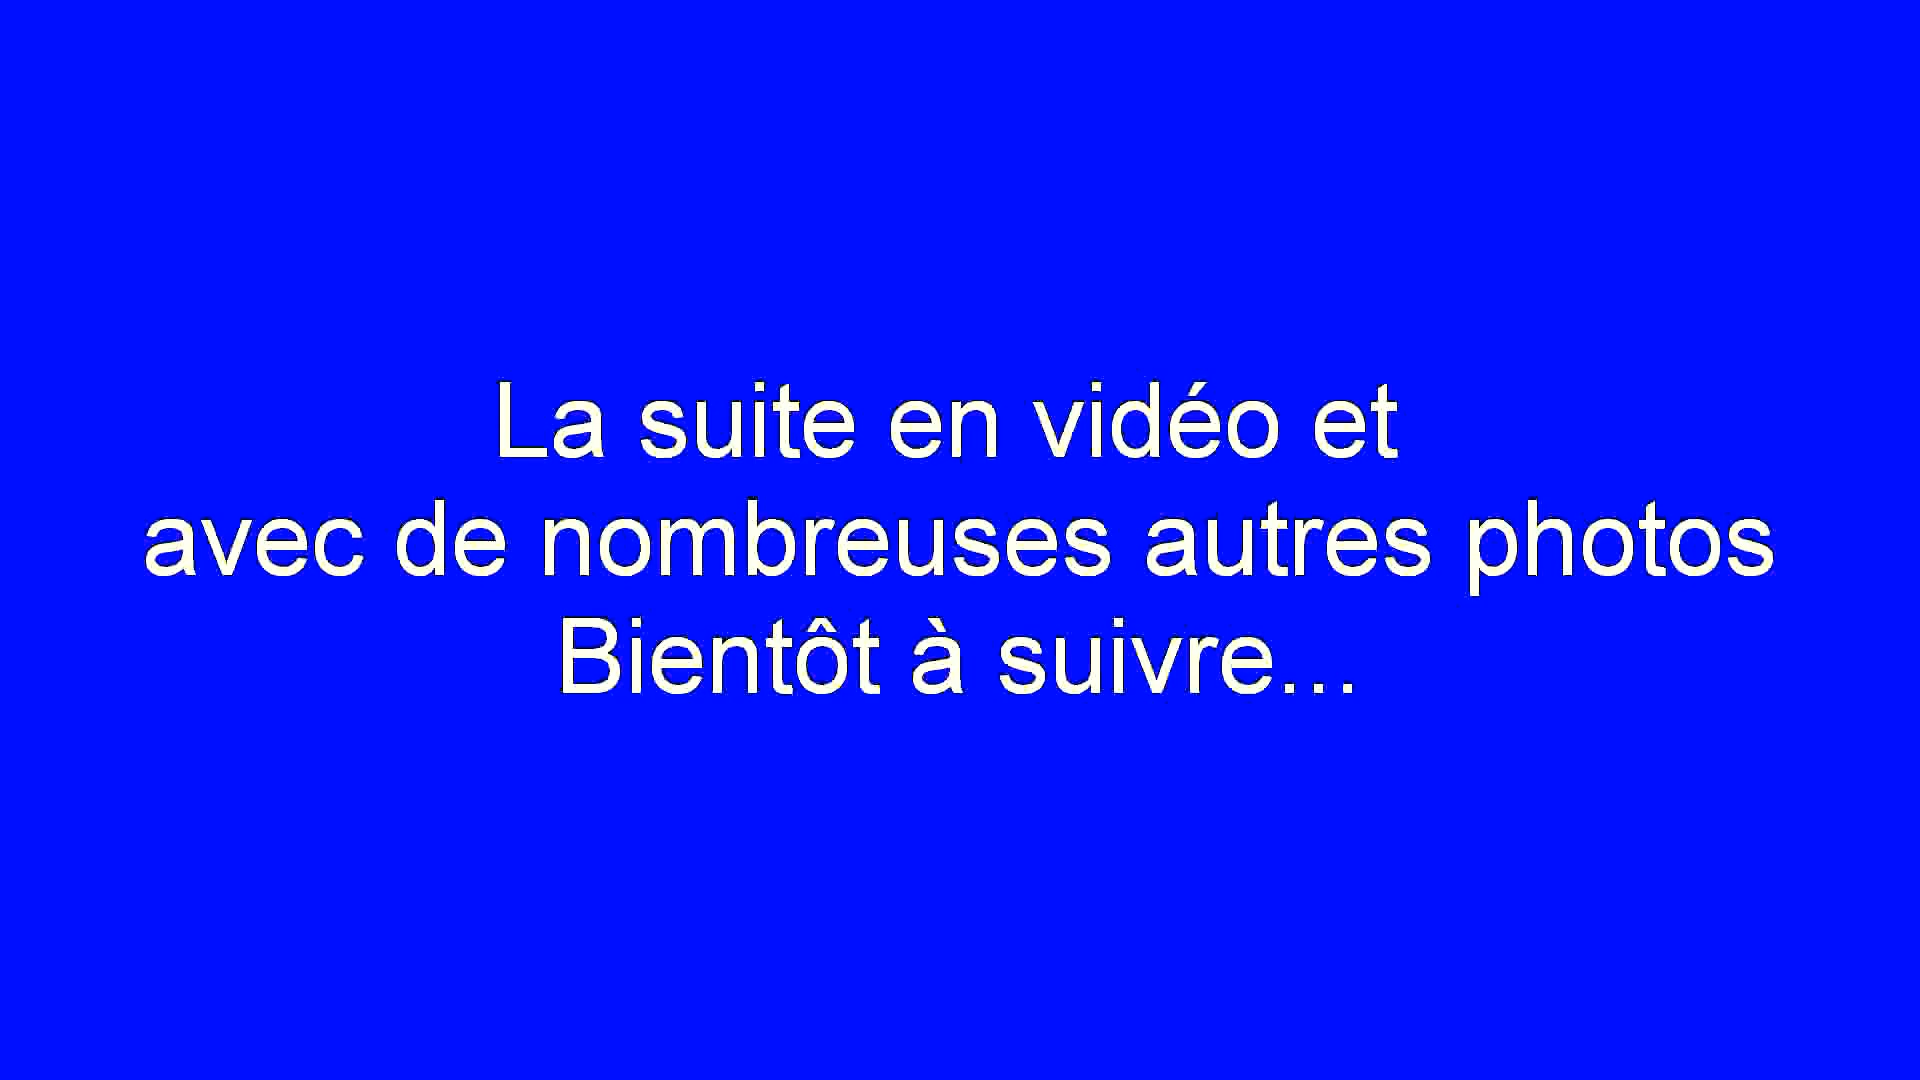 La suite en vidéo et
avec de nombreuses autres photos
Bientôt à suivre...